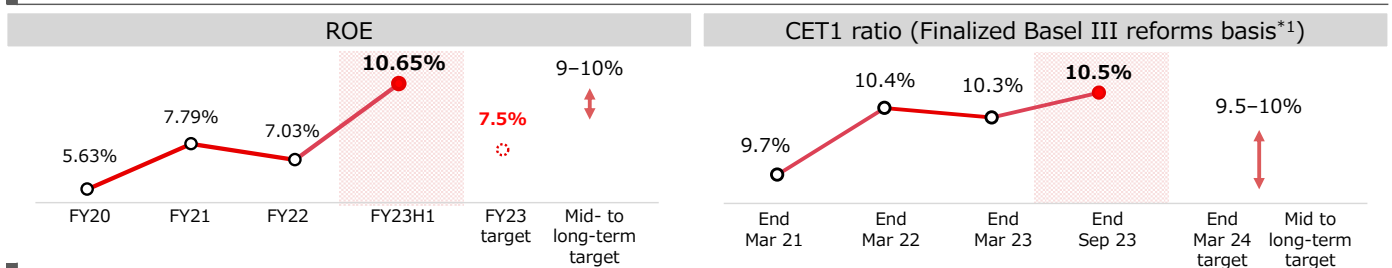 ROE
10.65%
9–10%
7.79%
7.03%
7.5%
5.63%
FY20
FY21
FY22
FY23H1
FY23
target
Mid- to
long-term
target
CET1 ratio (Finalized Basel III reforms basis*1)
10.4%
10.3%
10.5%
9.5–10%
9.7%
End
Mar 21
End
Mar 22
End
Mar 23
End
Sep 23
End
Mar 24
target
Mid to
long-term
target